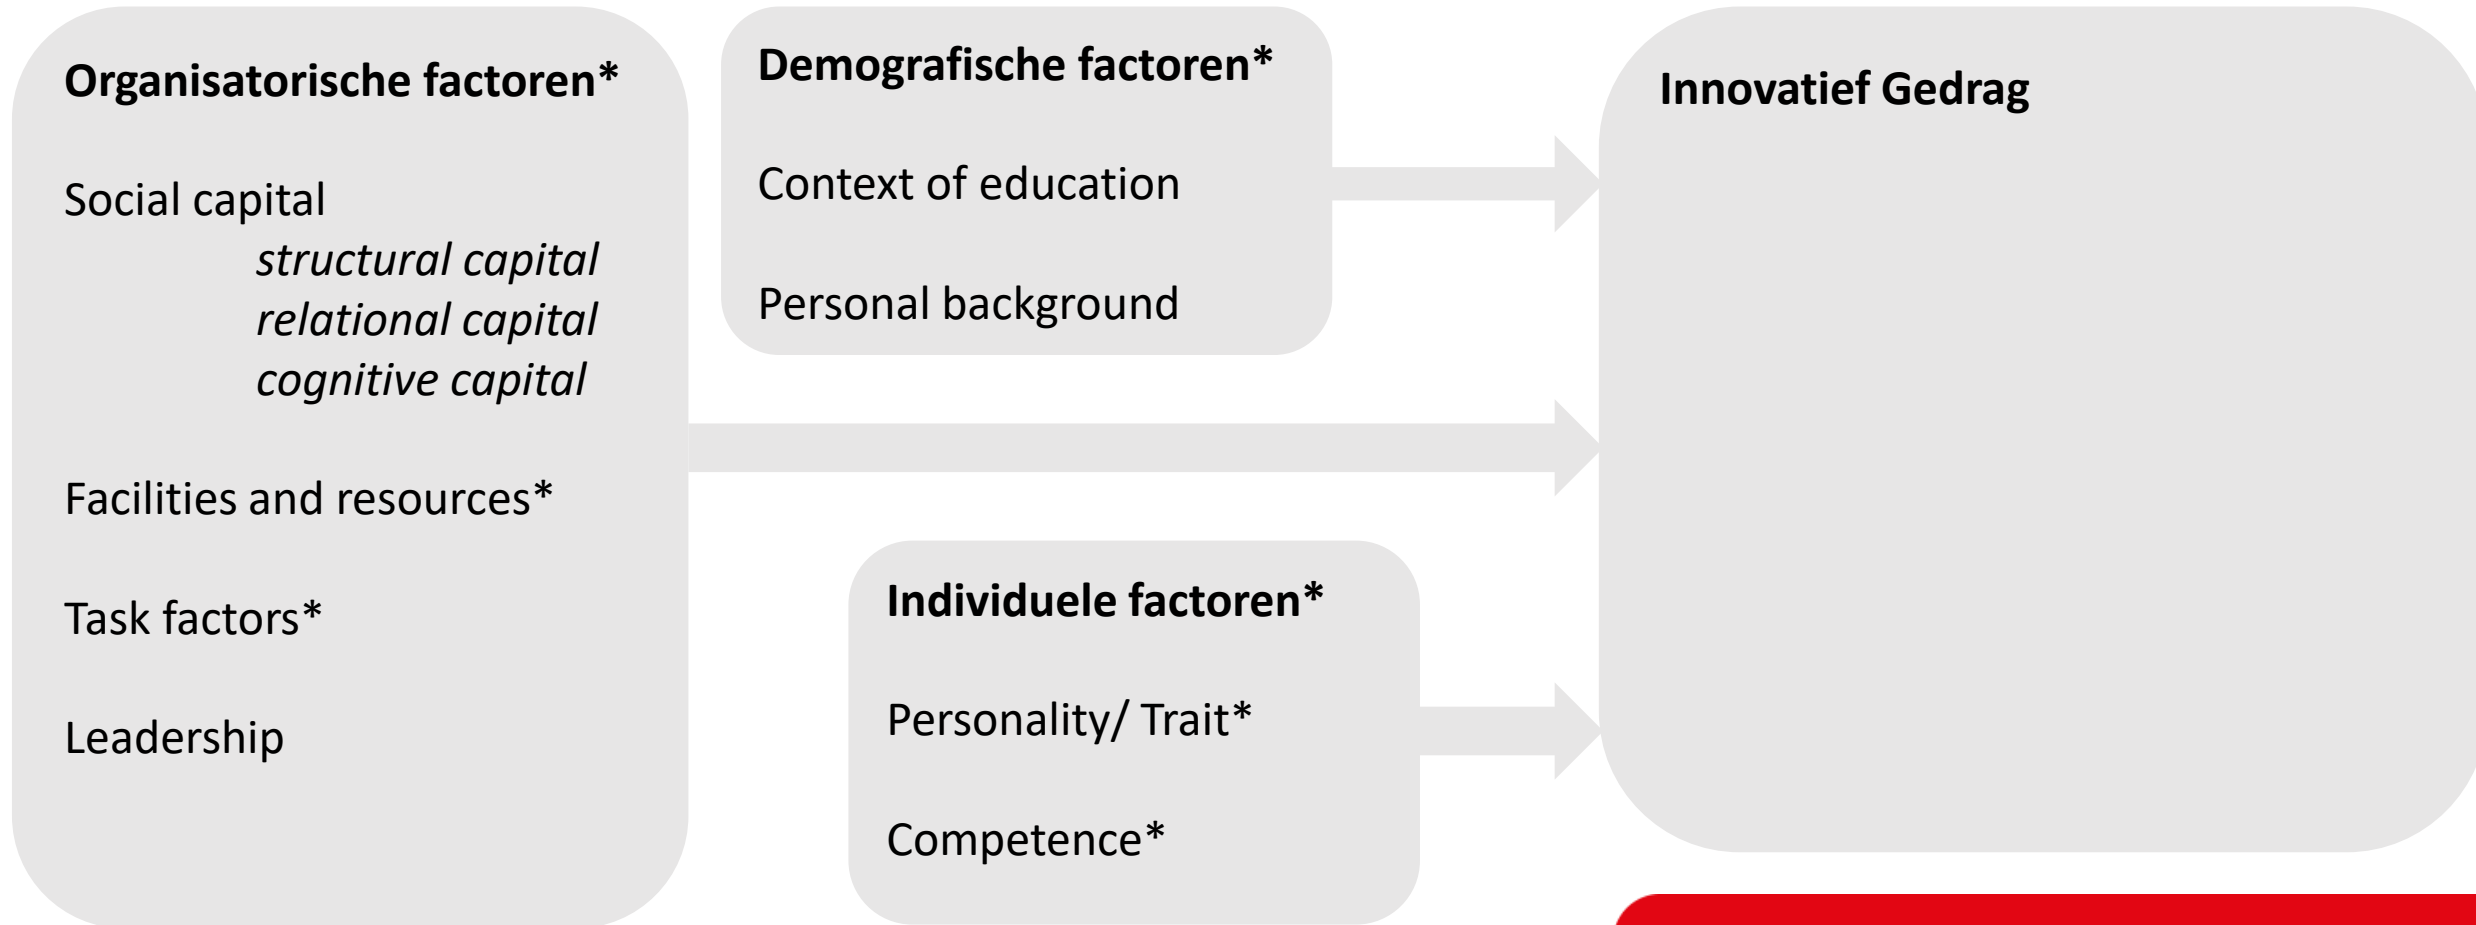 Organisatorische factoren*
Social capital
structural capital
relational capital
cognitive capital
Facilities and resources*
Task factors*
Leadership
Demografische factoren*
Context of education
Personal background
Individuele factoren*
Personality/ Trait*
Competence*
Innovatief Gedrag